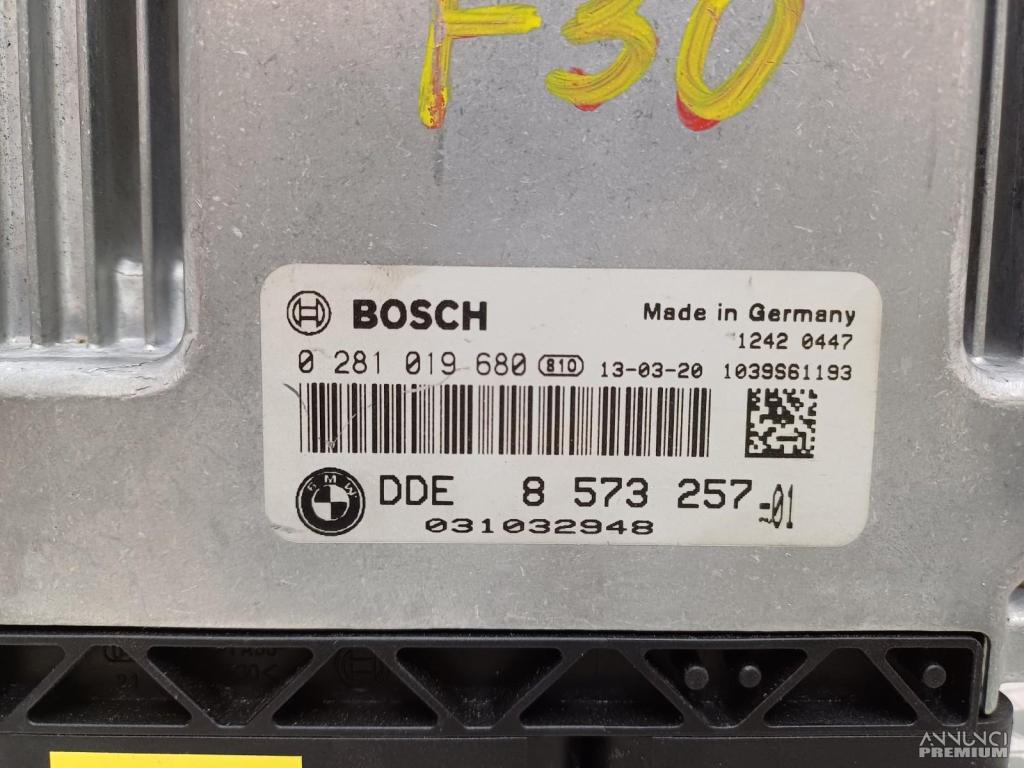 F30
BOSCH
Made in Germany
1242 0447
0 281 019 680 810 13-03-20 1039S61193
BMW
DDE 8 573 257 -01
031032948
ANNUNCI
PREMIUM